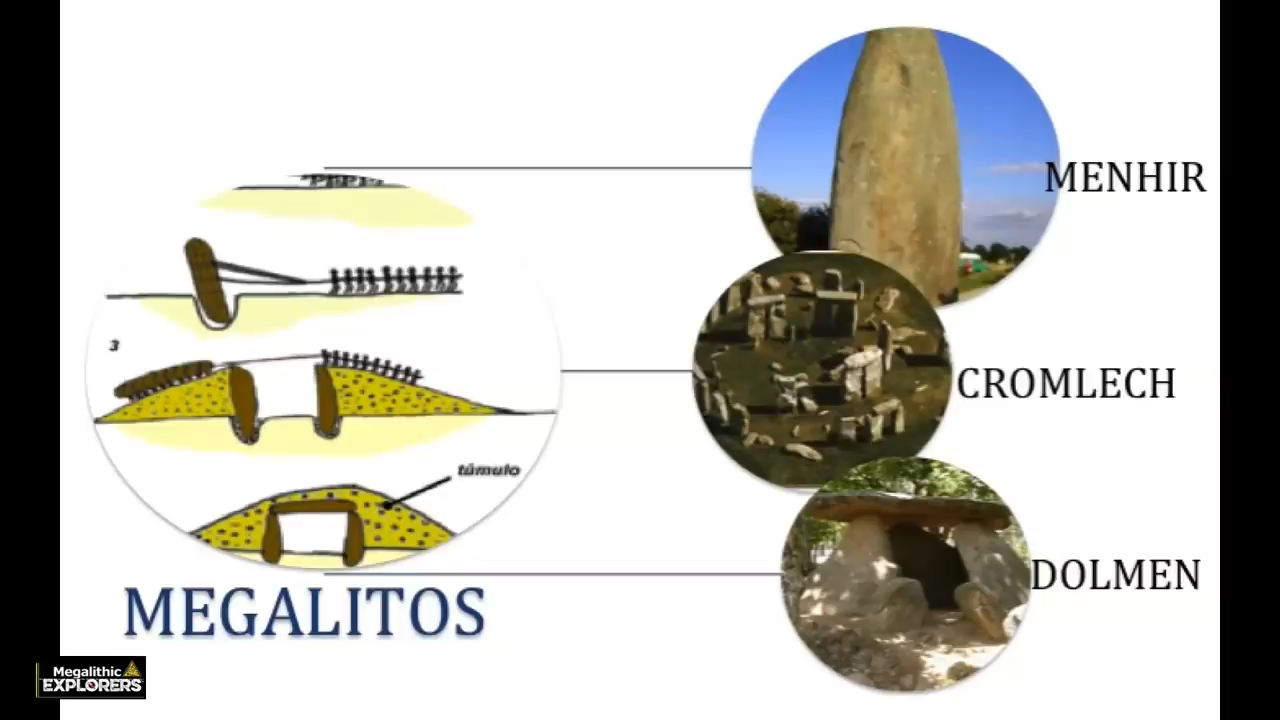 MENHIR
3
CROMLECH
túmulo
DOLMEN
MEGALITOS
Megalithic
EXPLORERS